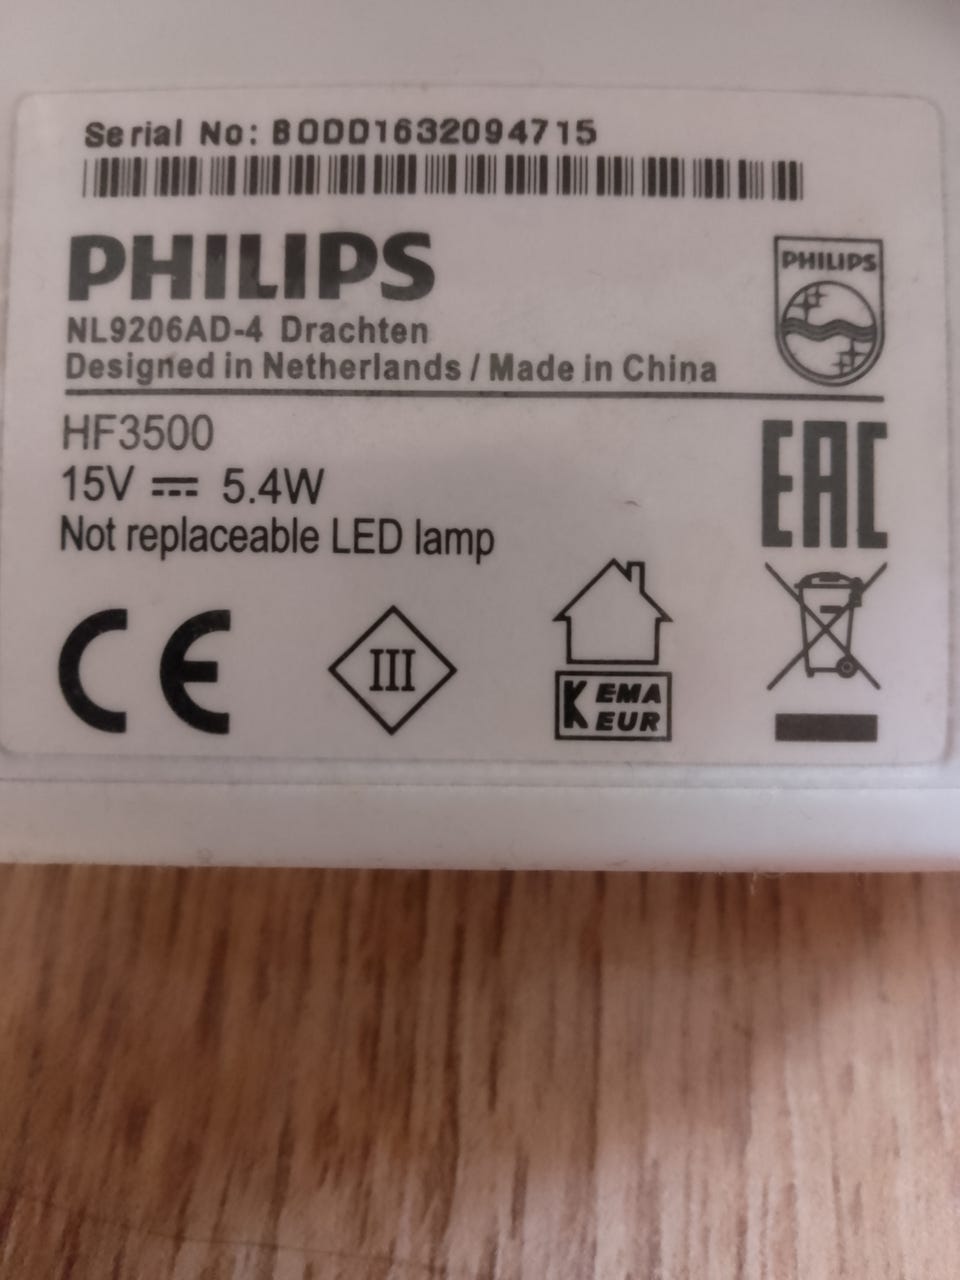 Serial No: BODD1632094715
PHILIPS
PHILIPS
NL9206AD-4 Drachten
Designed in Netherlands / Made in China
HF3500
15V ⎓ 5.4W
Not replaceable LED lamp
EAC
CE
III
KEMA
KEUR